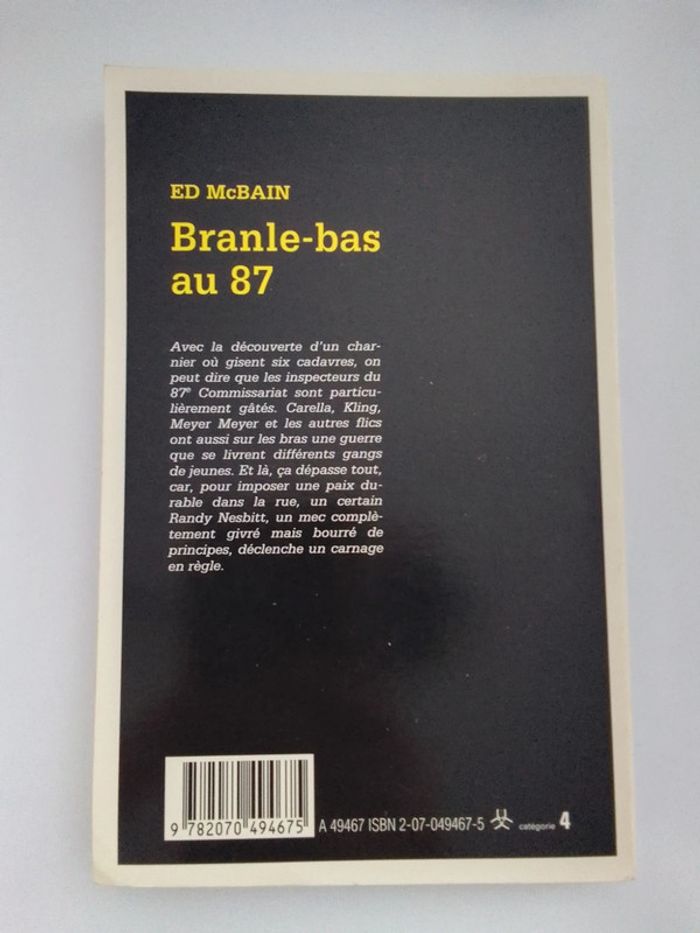 ED McBAIN
Branle-bas
au 87
Avec la découverte d'un char-
nier où gisent six cadavres, on
peut dire que les inspecteurs du
87e Commissariat sont particu-
lièrement gâtés. Carella, Kling,
Meyer Meyer et les autres flics
ont aussi sur les bras une guerre
que se livrent différents gangs
de jeunes. Et là, ça dépasse tout,
car, pour imposer une paix du-
rable dans la rue, un certain
Randy Nesbitt, un mec complè-
tement givré mais bourré de
principes, déclenche un carnage
en règle.
9 782070 494675 A 49467 ISBN 2-07-049467-5 catégorie 4